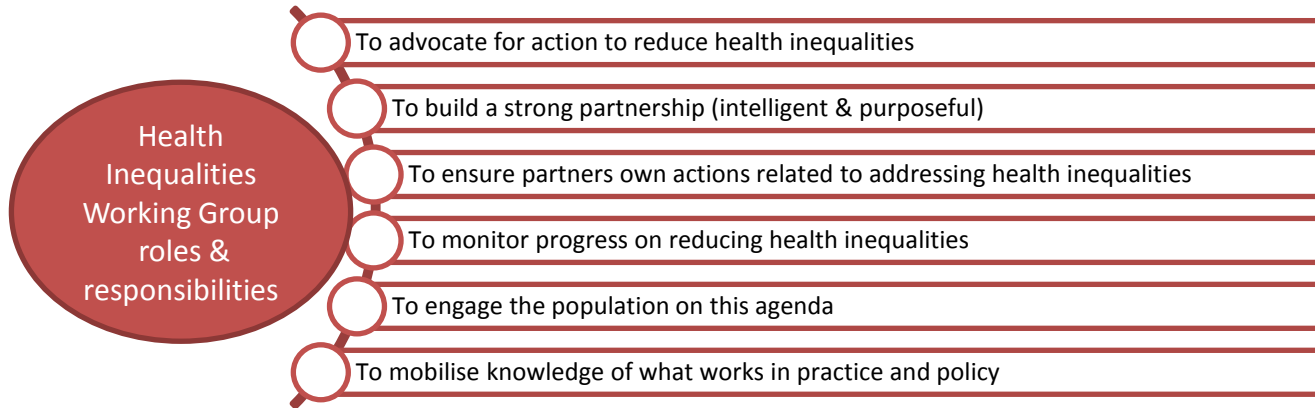 Health
Inequalities
Working Group
roles &
responsibilities
To advocate for action to reduce health inequalities
To build a strong partnership (intelligent & purposeful)
To ensure partners own actions related to addressing health inequalities
To monitor progress on reducing health inequalities
To engage the population on this agenda
To mobilise knowledge of what works in practice and policy